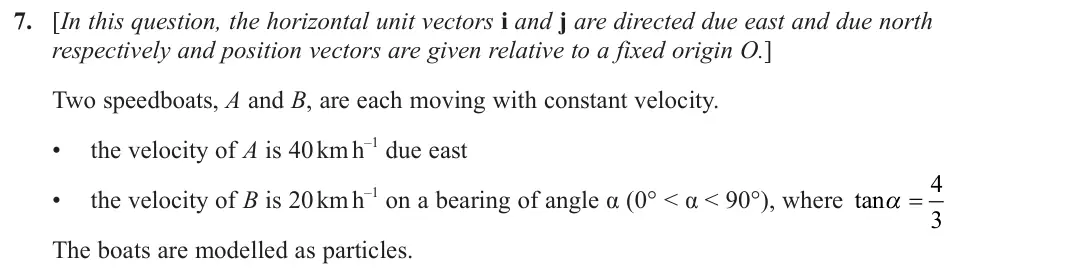 7. [In this question, the horizontal unit vectors i and j are directed due east and due north
respectively and position vectors are given relative to a fixed origin O.]
Two speedboats, A and B, are each moving with constant velocity.
• the velocity of A is 40 km h⁻¹ due east
• the velocity of B is 20 km h⁻¹ on a bearing of angle α (0° < α < 90°), where tanα = 4/3
The boats are modelled as particles.